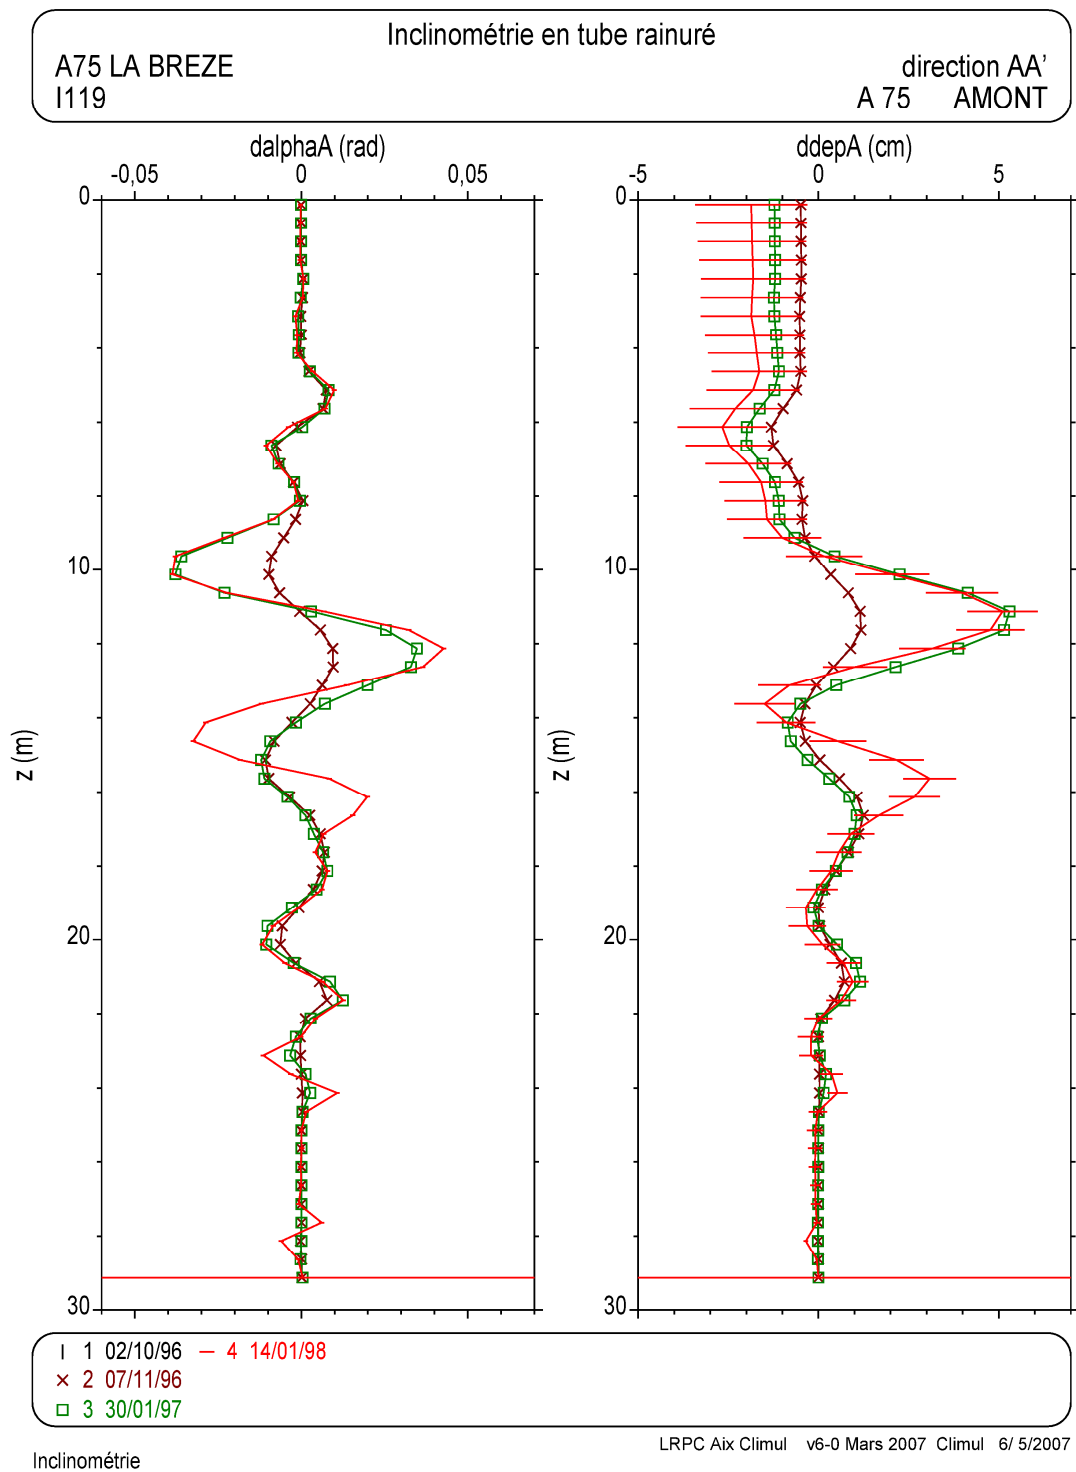 Inclinométrie en tube rainuré
A75 LA BREZE direction AA'
I119 A 75 AMONT
dalphaA (rad) ddepA (cm)
-0,05 0 0,05 -5 0 5
0 0
10 10
z (m) z (m)
20 20
30 30
1 02/10/96 4 14/01/98
2 07/11/96
3 30/01/97
LRPC Aix Climul v6-0 Mars 2007 Climul 6/ 5/2007
Inclinométrie